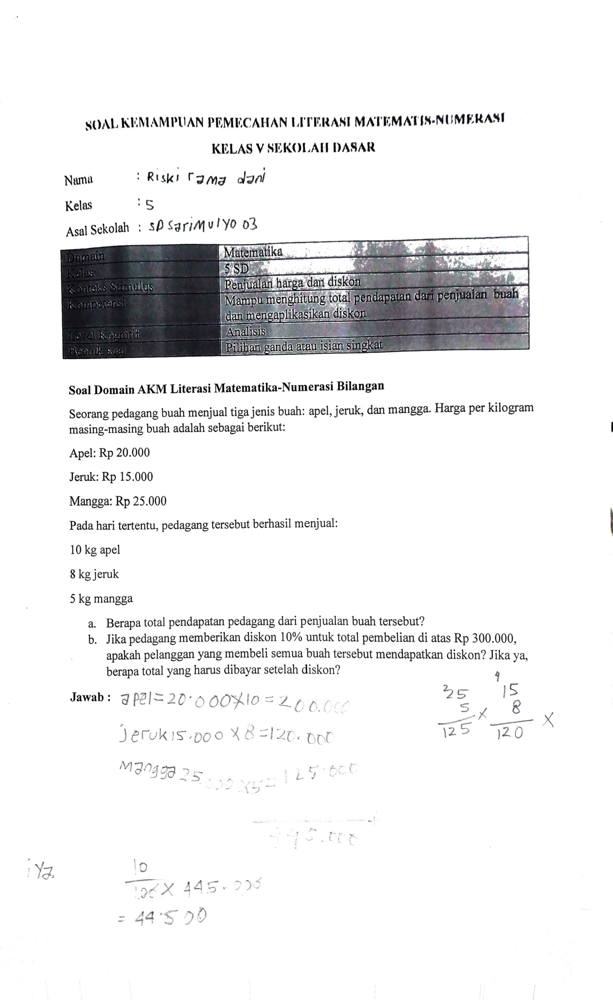 SOAL KEMAMPUAN PEMECAHAN LITERASI MATEMATIS-NUMERASI
KELAS V SEKOLAH DASAR
Nama : Riski rama dani
Kelas : 5
Asal Sekolah : SD Sarimulyo 03
Domain Matematika
Kelas 5 SD
Konteks Stimulus Penjualan harga dan diskon
Kompetensi Mampu menghitung total pendapatan dari penjualan buah
dan mengaplikasikan diskon
Level Kognitif Analisis
Bentuk soal Pilihan ganda atau isian singkat
Soal Domain AKM Literasi Matematika-Numerasi Bilangan
Seorang pedagang buah menjual tiga jenis buah: apel, jeruk, dan mangga. Harga per kilogram
masing-masing buah adalah sebagai berikut:
Apel: Rp 20.000
Jeruk: Rp 15.000
Mangga: Rp 25.000
Pada hari tertentu, pedagang tersebut berhasil menjual:
10 kg apel
8 kg jeruk
5 kg mangga
a. Berapa total pendapatan pedagang dari penjualan buah tersebut?
b. Jika pedagang memberikan diskon 10% untuk total pembelian di atas Rp 300.000,
apakah pelanggan yang membeli semua buah tersebut mendapatkan diskon? Jika ya,
berapa total yang harus dibayar setelah diskon?
Jawab : apel = 20.000 x 10 = 200.000
jeruk 15.000 x 8 = 120.000
Mangga 25.000 x 5 = 125.000
+
445.000
2 25
5 x
125
4
15
8 x
120
iya
10
100 x 445.000
= 44.500